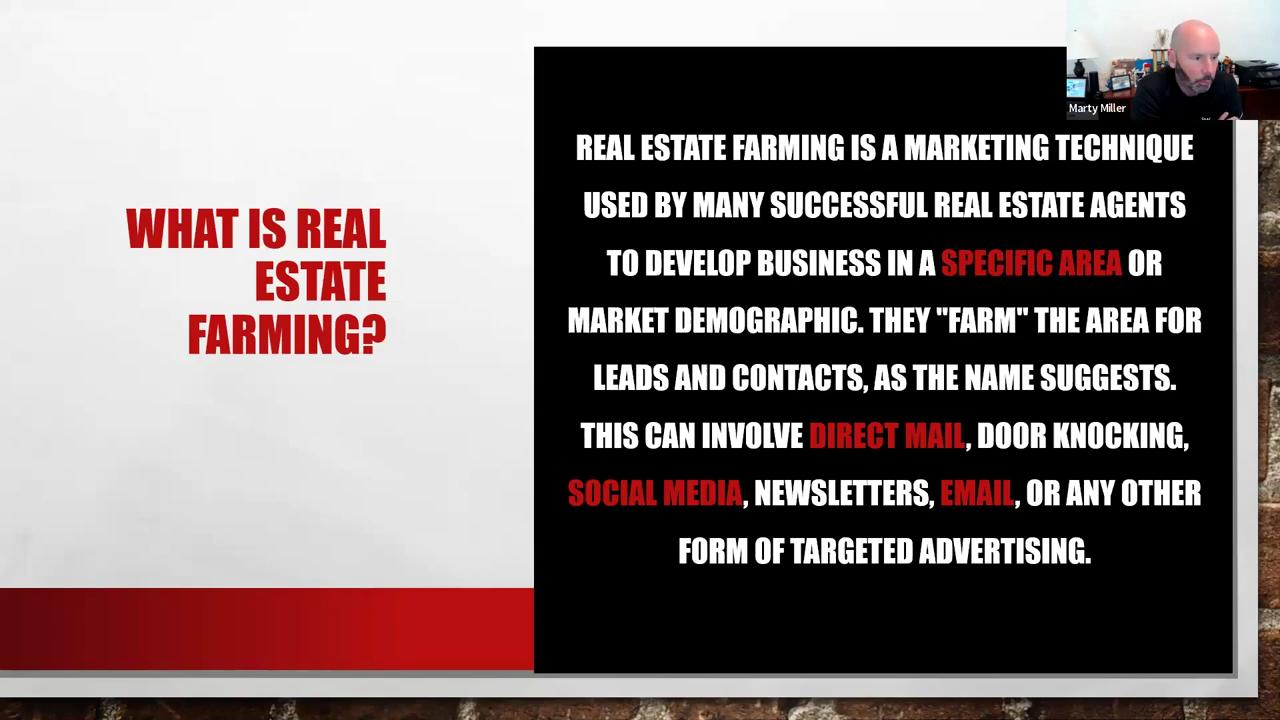 WHAT IS REAL
ESTATE
FARMING?
REAL ESTATE FARMING IS A MARKETING TECHNIQUE
USED BY MANY SUCCESSFUL REAL ESTATE AGENTS
TO DEVELOP BUSINESS IN A SPECIFIC AREA OR
MARKET DEMOGRAPHIC. THEY "FARM" THE AREA FOR
LEADS AND CONTACTS, AS THE NAME SUGGESTS.
THIS CAN INVOLVE DIRECT MAIL, DOOR KNOCKING,
SOCIAL MEDIA, NEWSLETTERS, EMAIL, OR ANY OTHER
FORM OF TARGETED ADVERTISING.
Marty Miller